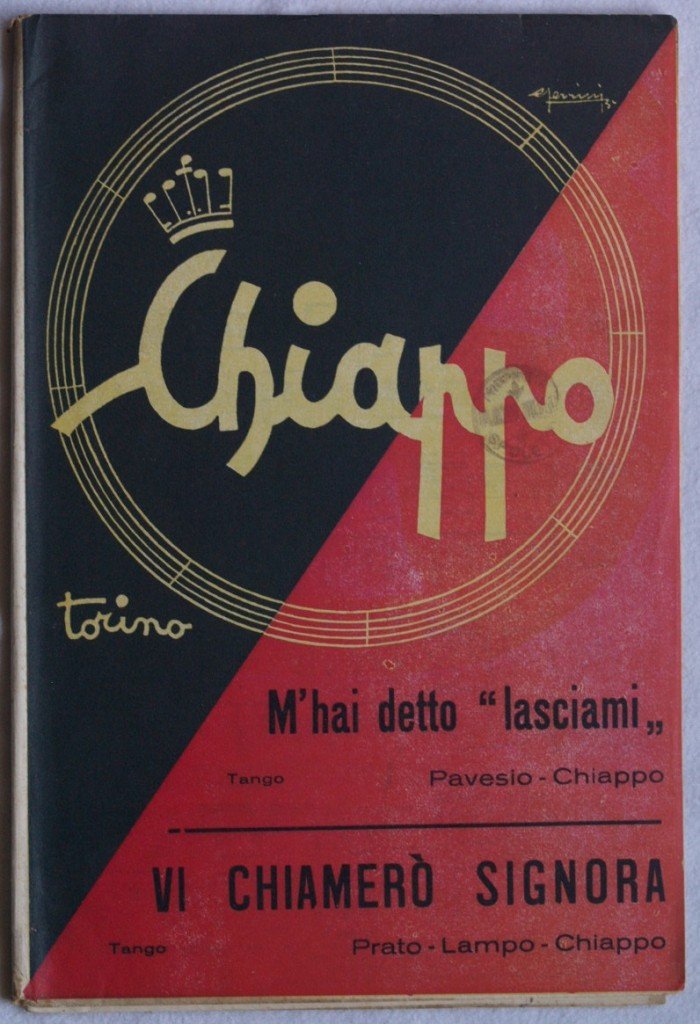 Chiappo
torino
M'hai detto “lasciami„
Tango Pavesio - Chiappo
VI CHIAMERÒ SIGNORA
Tango Prato - Lampo - Chiappo